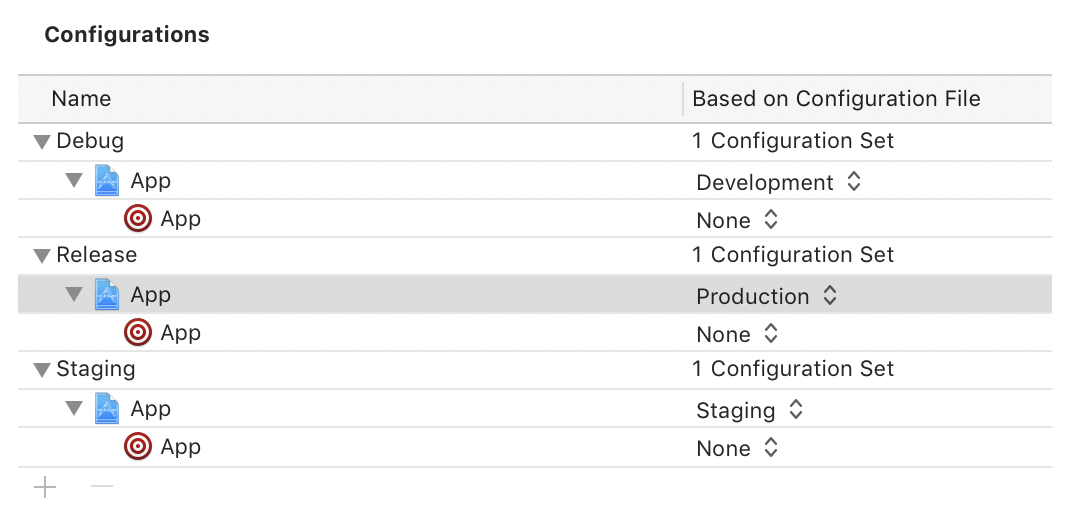 Configurations
Name Based on Configuration File
Debug 1 Configuration Set
App Development
App None
Release 1 Configuration Set
App Production
App None
Staging 1 Configuration Set
App Staging
App None